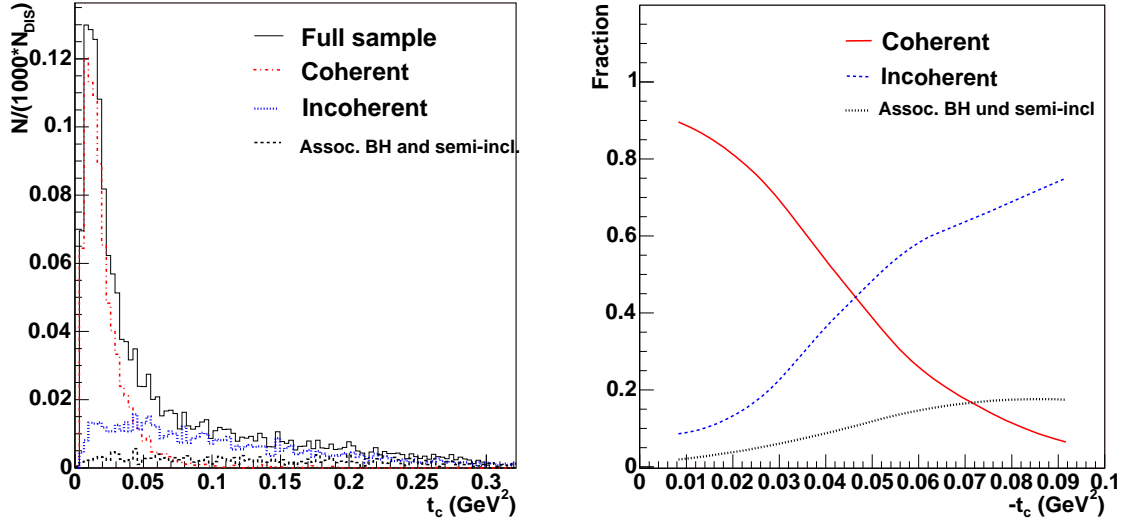 N/(1000*N_DIS)
0.12
0.1
0.08
0.06
0.04
0.02
0
Full sample
Coherent
Incoherent
Assoc. BH and semi-incl.
0 0.05 0.1 0.15 0.2 0.25 0.3
t_c (GeV²)
Fraction
1
0.8
0.6
0.4
0.2
0
Coherent
Incoherent
Assoc. BH und semi-incl
0 0.01 0.02 0.03 0.04 0.05 0.06 0.07 0.08 0.09 0.1
-t_c (GeV²)